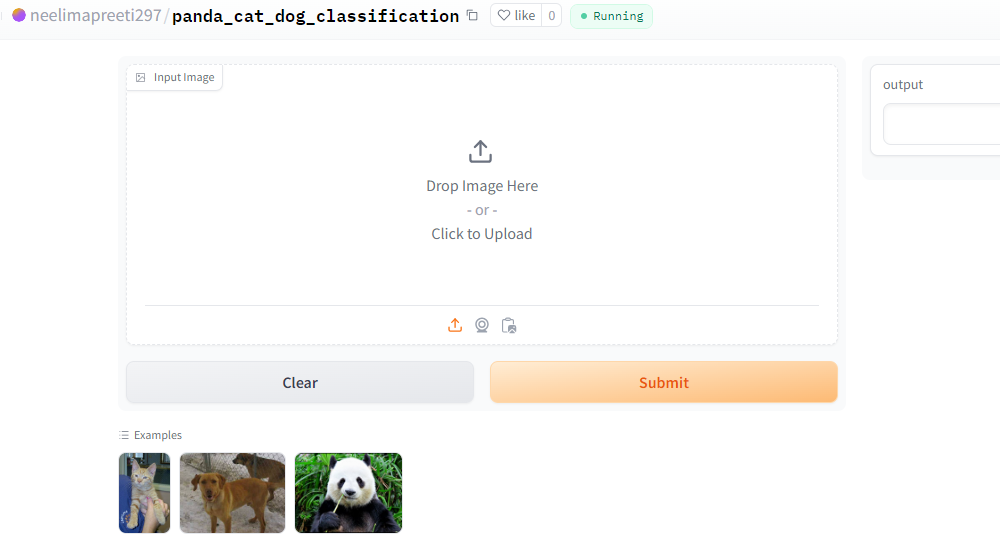 neelimapreeti297/panda_cat_dog_classification like 0 Running
Input Image
output
Drop Image Here
- or -
Click to Upload
Clear Submit
Examples